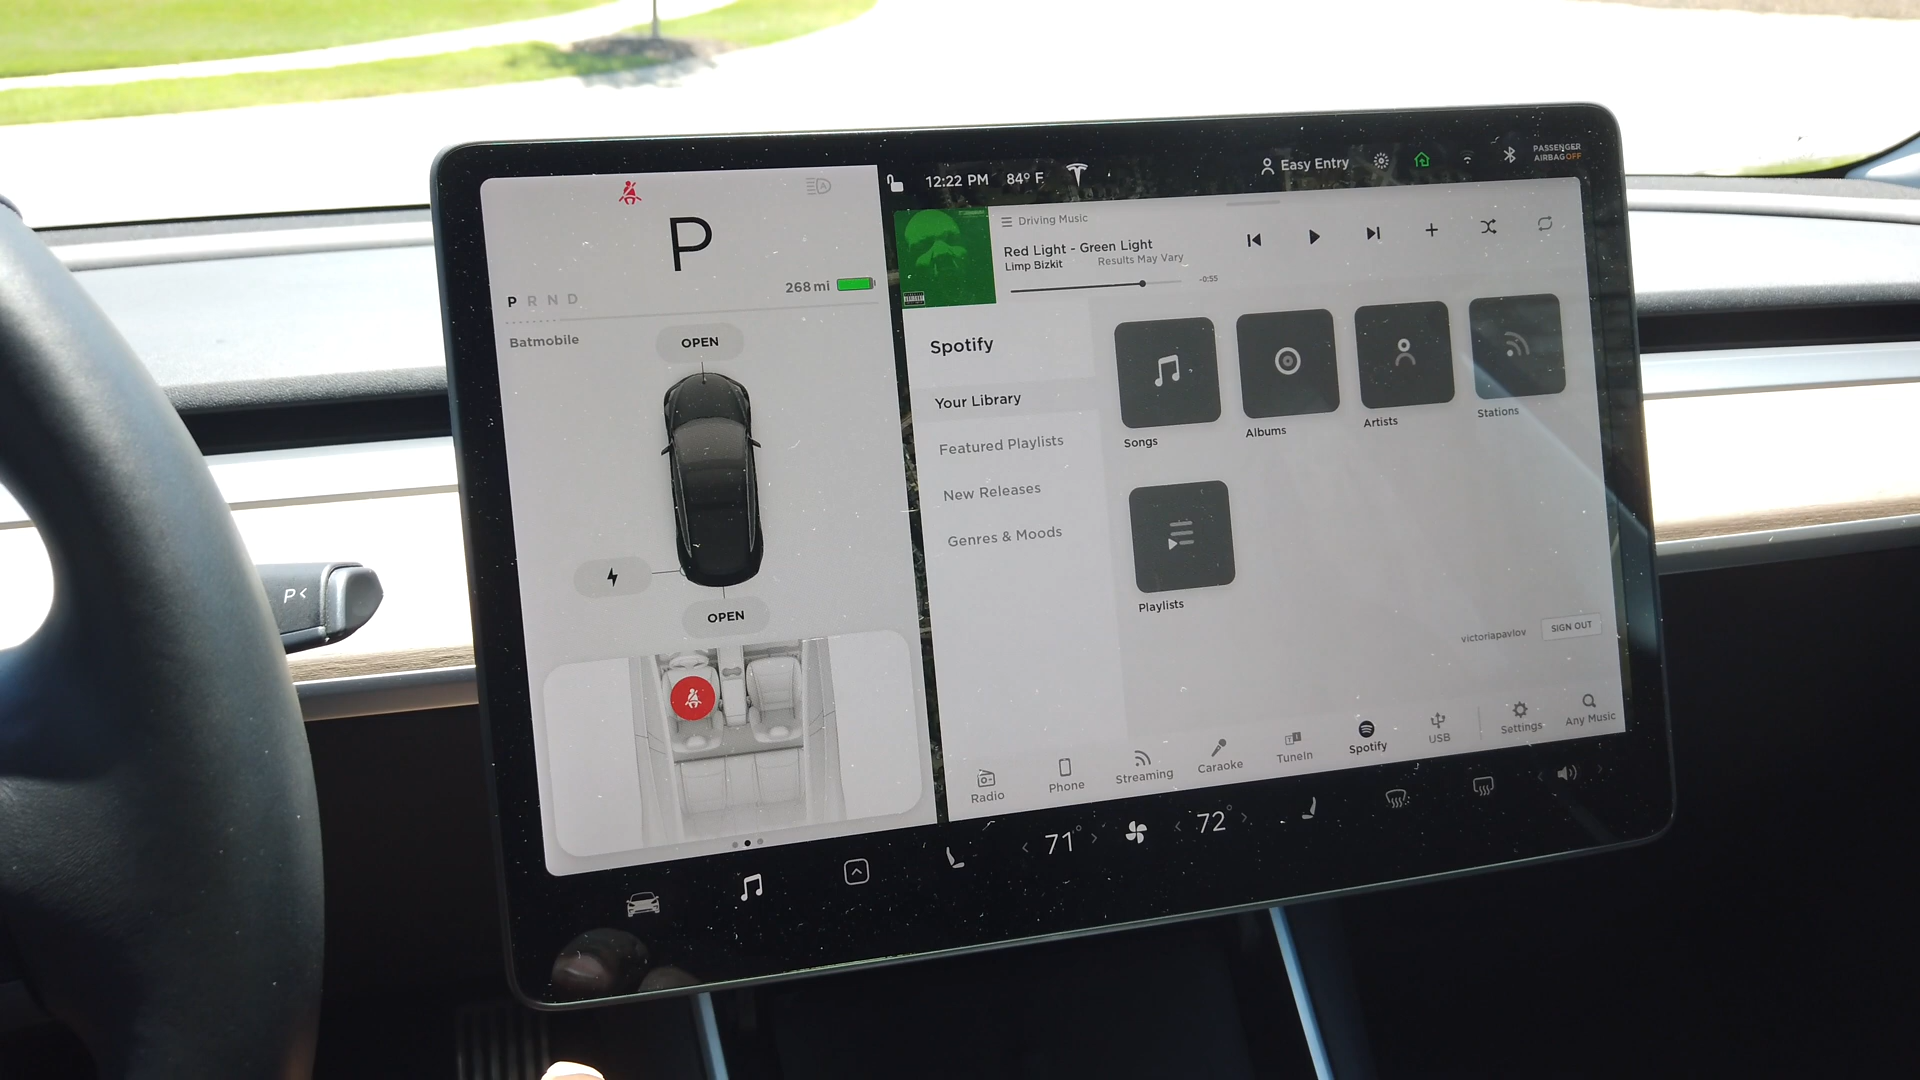 P<
P
268 mi
P R N D
Batmobile
OPEN
OPEN
12:22 PM
84° F
Easy Entry
PASSENGER
AIRBAG OFF
Driving Music
Red Light - Green Light
Limp Bizkit
Results May Vary
-0:55
Spotify
Your Library
Featured Playlists
New Releases
Genres & Moods
Songs
Albums
Artists
Stations
Playlists
victoriapavlov
SIGN OUT
Radio
Phone
Streaming
Caraoke
TuneIn
Spotify
USB
Settings
Any Music
71°
72°